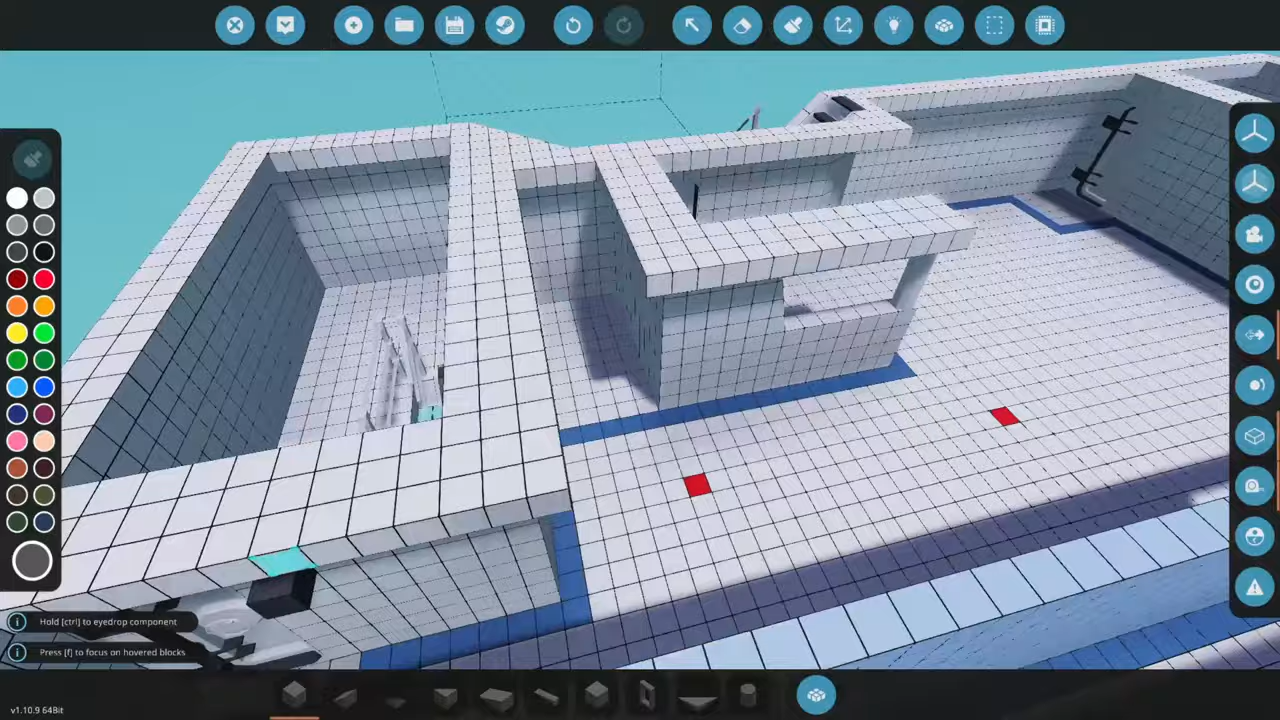 Hold [ctrl] to eyedrop component
Press [f] to focus on hovered blocks
v1.10.9 64Bit